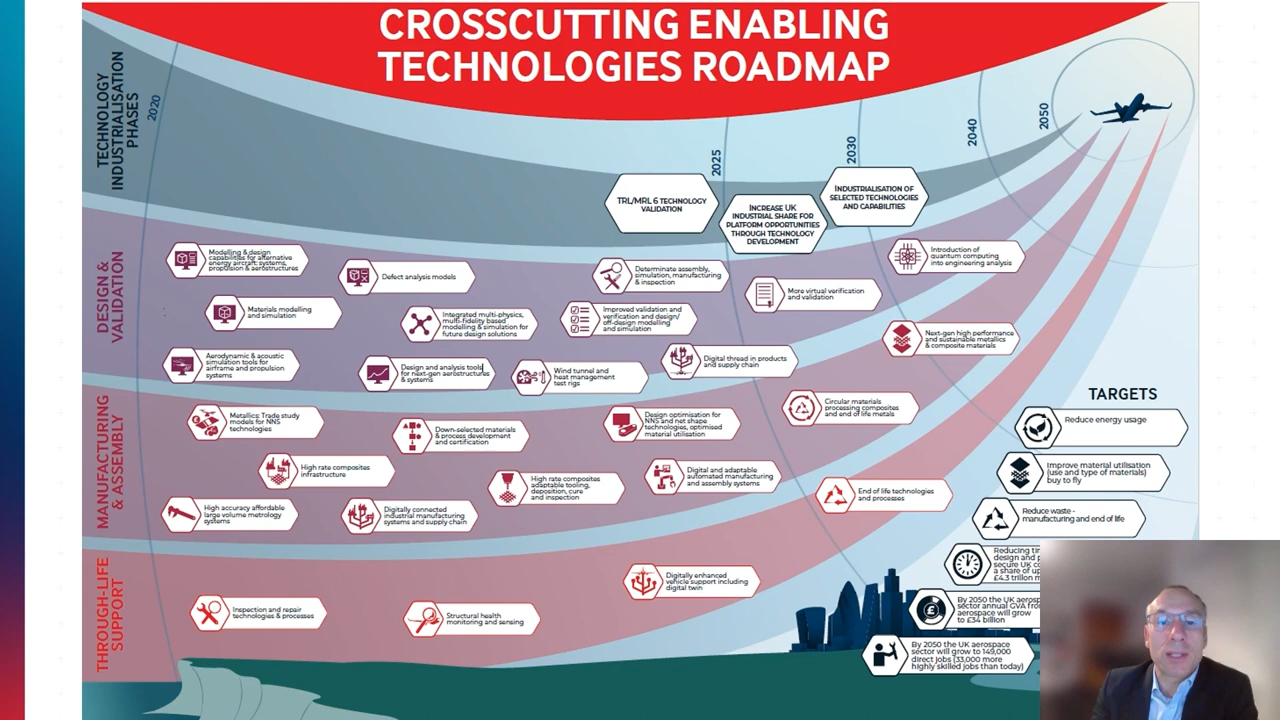 CROSSCUTTING ENABLING
TECHNOLOGIES ROADMAP
TECHNOLOGY
INDUSTRIALISATION
PHASES
2020
2025
2030
2040
2050
TRL/MRL 6 TECHNOLOGY
VALIDATION
INCREASE UK
INDUSTRIAL SHARE FOR
PLATFORM OPPORTUNITIES
THROUGH TECHNOLOGY
DEVELOPMENT
INDUSTRIALISATION OF
SELECTED TECHNOLOGIES
AND CAPABILITIES
DESIGN &
VALIDATION
Modelling & design
capabilities for alternative
energy aircraft: systems,
propulsion & aerostructures
Defect analysis models
Determinate assembly,
simulation, manufacturing
& inspection
Introduction of
quantum computing
into engineering analysis
More virtual verification
and validation
Materials modelling
and simulation
Integrated multi-physics,
multi-fidelity based
modelling & simulation for
future design solutions
Improved validation and
verification and design/
off-design modelling
and simulation
Next-gen high performance
and sustainable metallics
& composite materials
Aerodynamic & acoustic
simulation tools for
airframe and propulsion
systems
Design and analysis tools
for next-gen aerostructures
& systems
Wind tunnel and
heat management
test rigs
Digital thread in products
and supply chain
MANUFACTURING
& ASSEMBLY
Metallics: Trade study
models for NNS
technologies
Down-selected materials
& process development
and certification
Design optimisation for
NNS and net shape
technologies, optimised
material utilisation
Circular materials
processing composites
and end of life metals
High rate composites
infrastructure
High rate composites
adaptable tooling,
deposition, cure
and inspection
Digital and adaptable
automated manufacturing
and assembly systems
End of life technologies
and processes
High accuracy affordable
large volume metrology
systems
Digitally connected
industrial manufacturing
systems and supply chain
THROUGH-LIFE
SUPPORT
Inspection and repair
technologies & processes
Structural health
monitoring and sensing
Digitally enhanced
vehicle support including
digital twin
TARGETS
Reduce energy usage
Improve material utilisation
(use and type of materials)
buy to fly
Reduce waste -
manufacturing and end of life
Reducing
design and
secure UK
a share of
£4.3 trillion
By 2050 the UK
sector annual GVA
aerospace will grow
to £34 billion
By 2050 the UK aerospace
sector will grow to 149,000
direct jobs (33,000 more
highly skilled jobs than today)